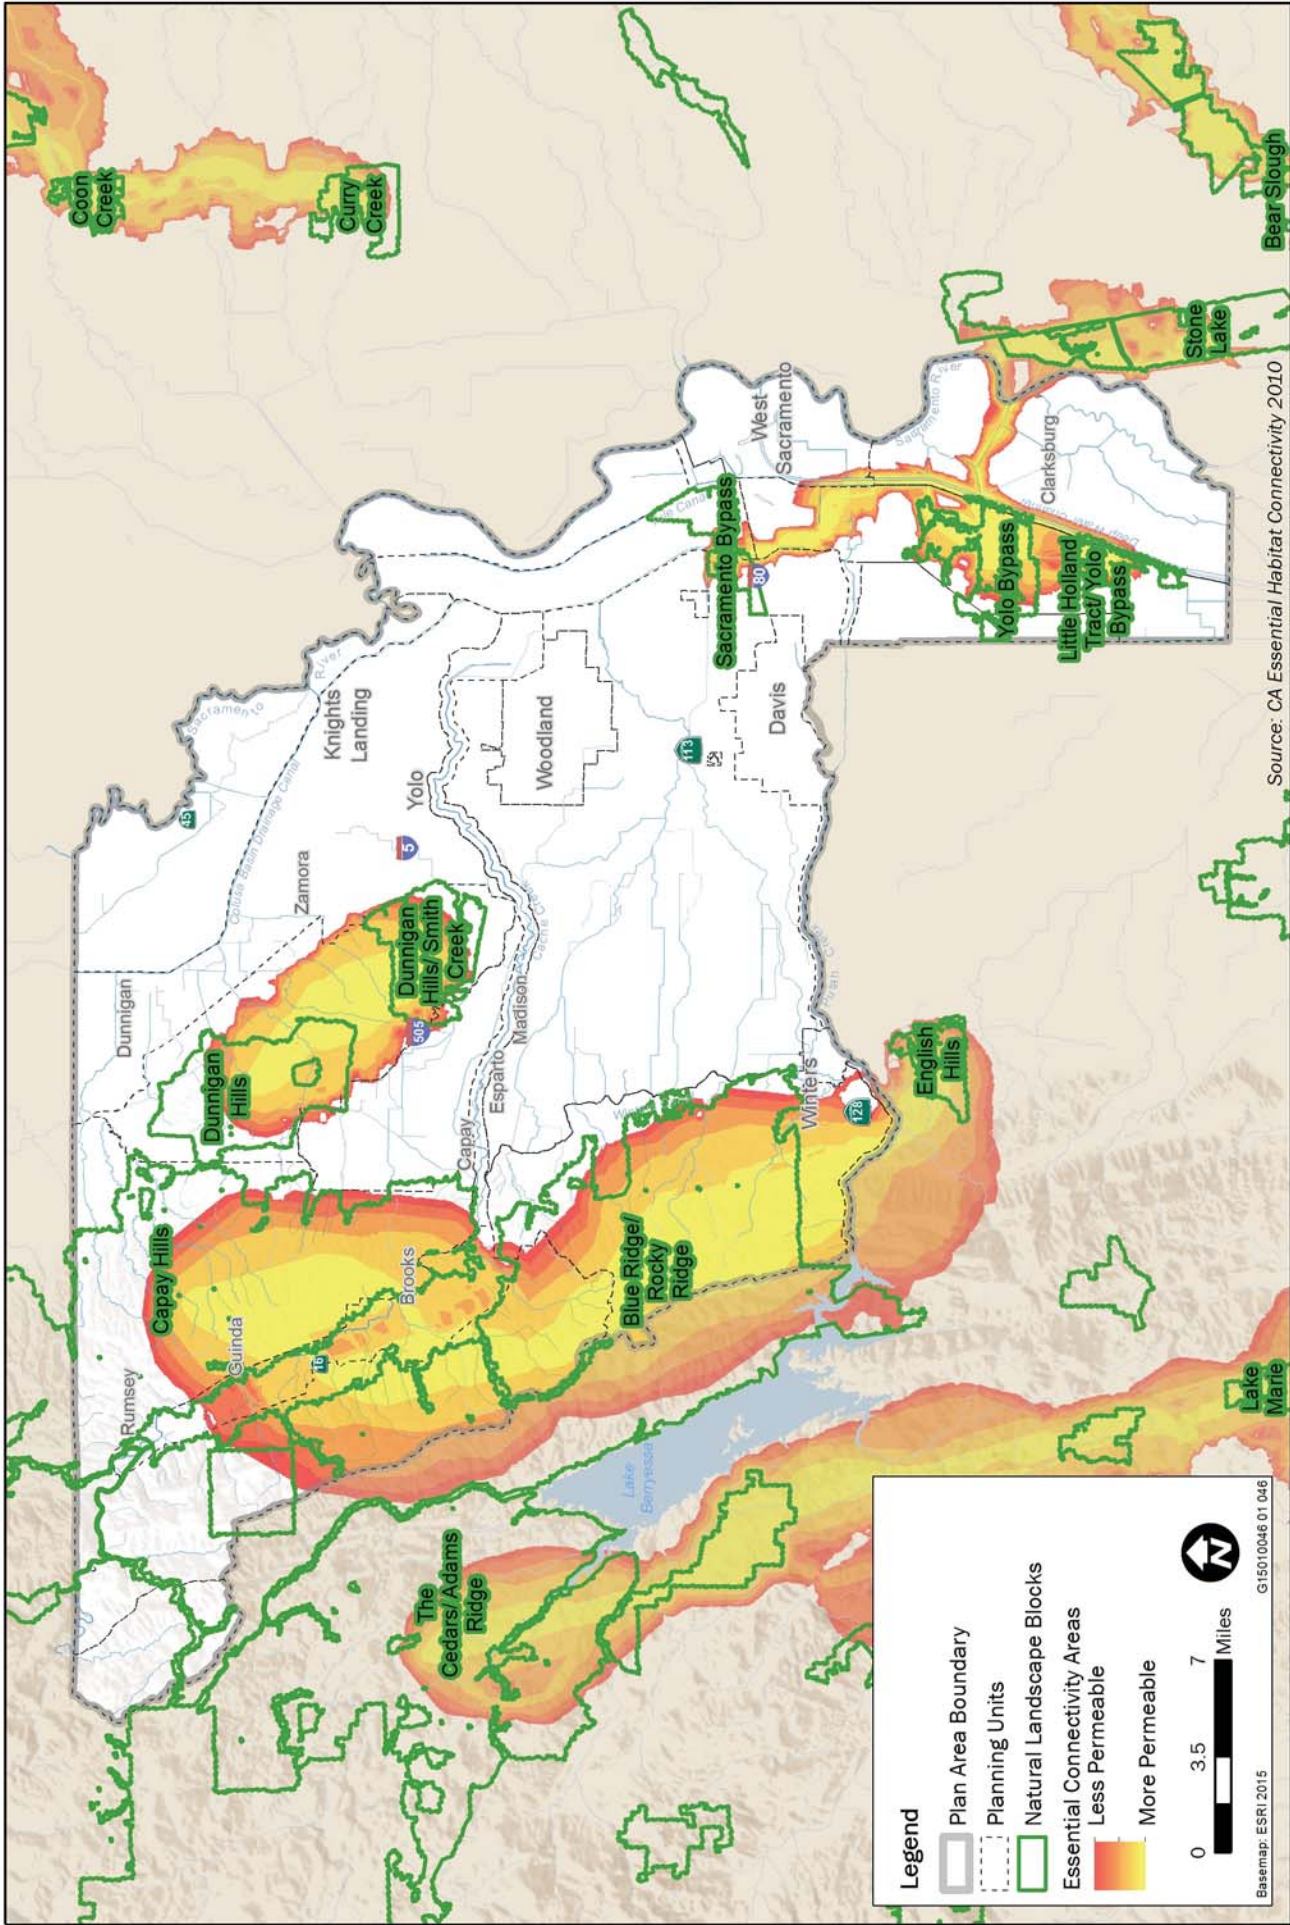 Coon
Creek
Curry
Creek
Bear Slough
Stone
Lake
Sacramento River
West
Sacramento
Clarksburg
Deep Water Channel
Sacramento Bypass
80
Yolo Bypass
Little Holland
Tract/Yolo
Bypass
Sacramento
River
45
Knights
Landing
Colusa Basin Drainage Canal
Yolo
Woodland
Davis
113
5
Zamora
Dunnigan
Dunnigan
Hills/ Smith
Creek
505
Cache Creek
Madison
Esparto
Capay
Dunnigan
Hills
Putah Creek
Winters
128
English
Hills
Capay Hills
Brooks
Guinda
16
Rumsey
Blue Ridge/
Rocky
Ridge
Lake
Berryessa
The
Cedars/Adams
Ridge
Lake
Marie
Source: CA Essential Habitat Connectivity 2010
Legend
Plan Area Boundary
Planning Units
Natural Landscape Blocks
Essential Connectivity Areas
Less Permeable
More Permeable
N
0
3.5
7
Miles
Basemap: ESRI 2015
G15010046 01 046